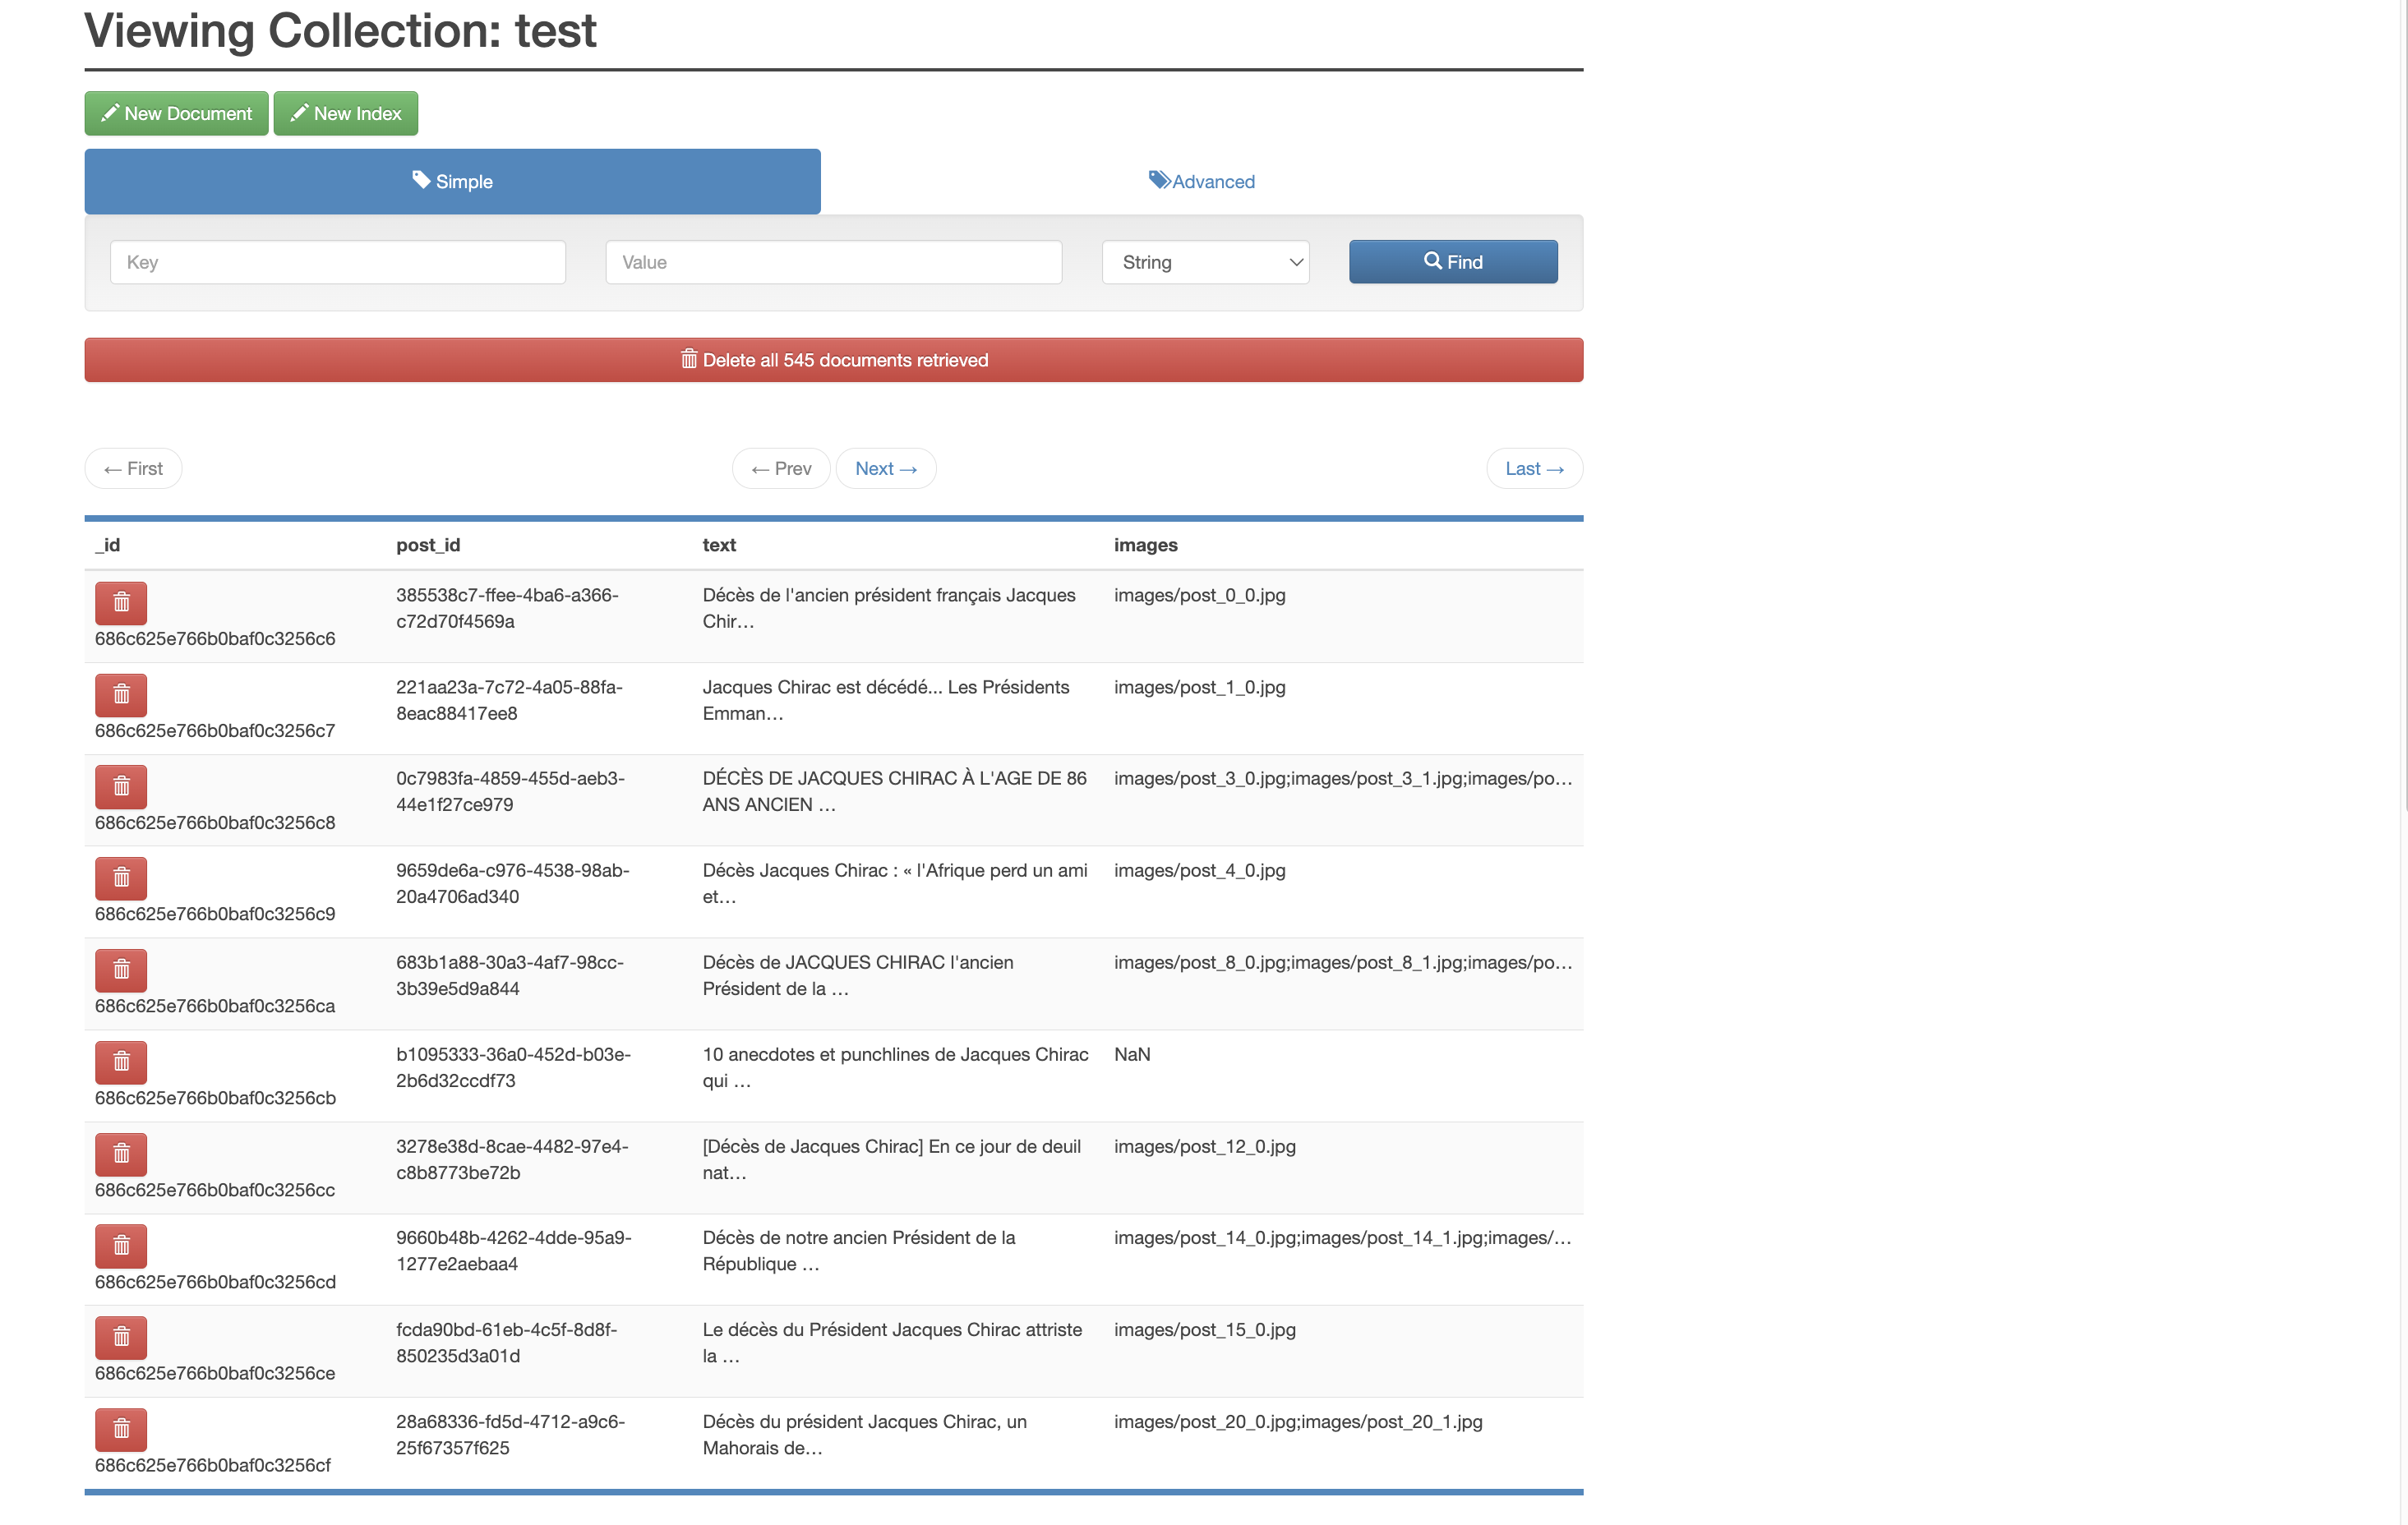 Viewing Collection: test
New Document New Index
Simple Advanced
Key Value String Find
Delete all 545 documents retrieved
← First ← Prev Next → Last →
_id post_id text images
385538c7-ffee-4ba6-a366- Décès de l'ancien président français Jacques images/post_0_0.jpg
c72d70f4569a Chir…
686c625e766b0baf0c3256c6
221aa23a-7c72-4a05-88fa- Jacques Chirac est décédé... Les Présidents images/post_1_0.jpg
8eac88417ee8 Emman…
686c625e766b0baf0c3256c7
0c7983fa-4859-455d-aeb3- DÉCÈS DE JACQUES CHIRAC À L'AGE DE 86 images/post_3_0.jpg;images/post_3_1.jpg;images/po…
44e1f27ce979 ANS ANCIEN …
686c625e766b0baf0c3256c8
9659de6a-c976-4538-98ab- Décès Jacques Chirac : « l'Afrique perd un ami images/post_4_0.jpg
20a4706ad340 et…
686c625e766b0baf0c3256c9
683b1a88-30a3-4af7-98cc- Décès de JACQUES CHIRAC l'ancien images/post_8_0.jpg;images/post_8_1.jpg;images/po…
3b39e5d9a844 Président de la …
686c625e766b0baf0c3256ca
b1095333-36a0-452d-b03e- 10 anecdotes et punchlines de Jacques Chirac NaN
2b6d32ccdf73 qui …
686c625e766b0baf0c3256cb
3278e38d-8cae-4482-97e4- [Décès de Jacques Chirac] En ce jour de deuil images/post_12_0.jpg
c8b8773be72b nat…
686c625e766b0baf0c3256cc
9660b48b-4262-4dde-95a9- Décès de notre ancien Président de la images/post_14_0.jpg;images/post_14_1.jpg;images/…
1277e2aebaa4 République …
686c625e766b0baf0c3256cd
fcda90bd-61eb-4c5f-8d8f- Le décès du Président Jacques Chirac attriste images/post_15_0.jpg
850235d3a01d la …
686c625e766b0baf0c3256ce
28a68336-fd5d-4712-a9c6- Décès du président Jacques Chirac, un images/post_20_0.jpg;images/post_20_1.jpg
25f67357f625 Mahorais de…
686c625e766b0baf0c3256cf